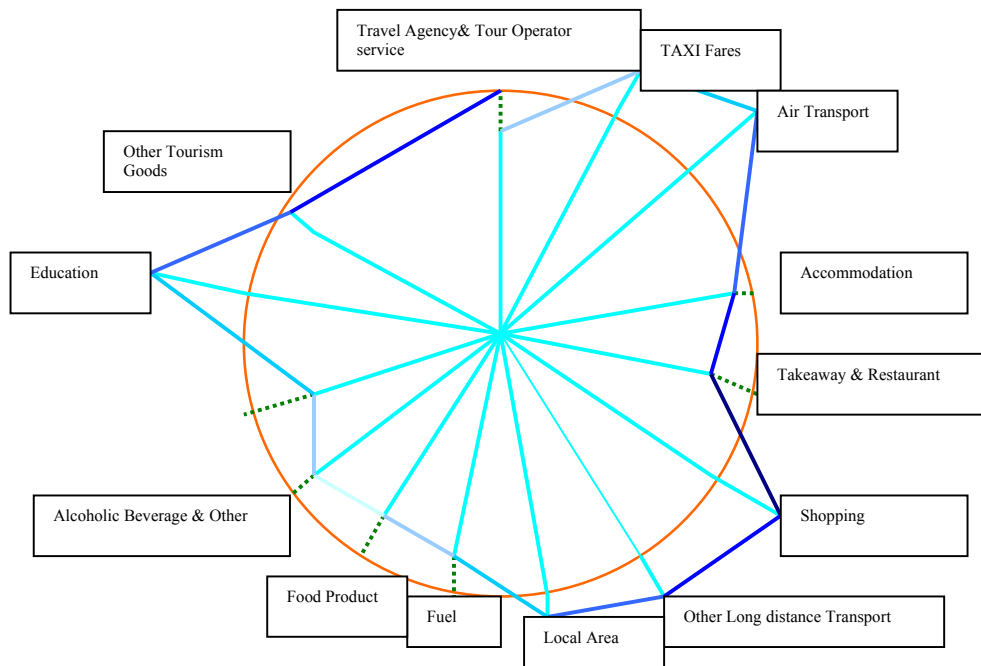 Travel Agency& Tour Operator
service
TAXI Fares
Air Transport
Other Tourism
Goods
Education
Accommodation
Takeaway & Restaurant
Alcoholic Beverage & Other
Shopping
Food Product
Fuel
Local Area
Other Long distance Transport